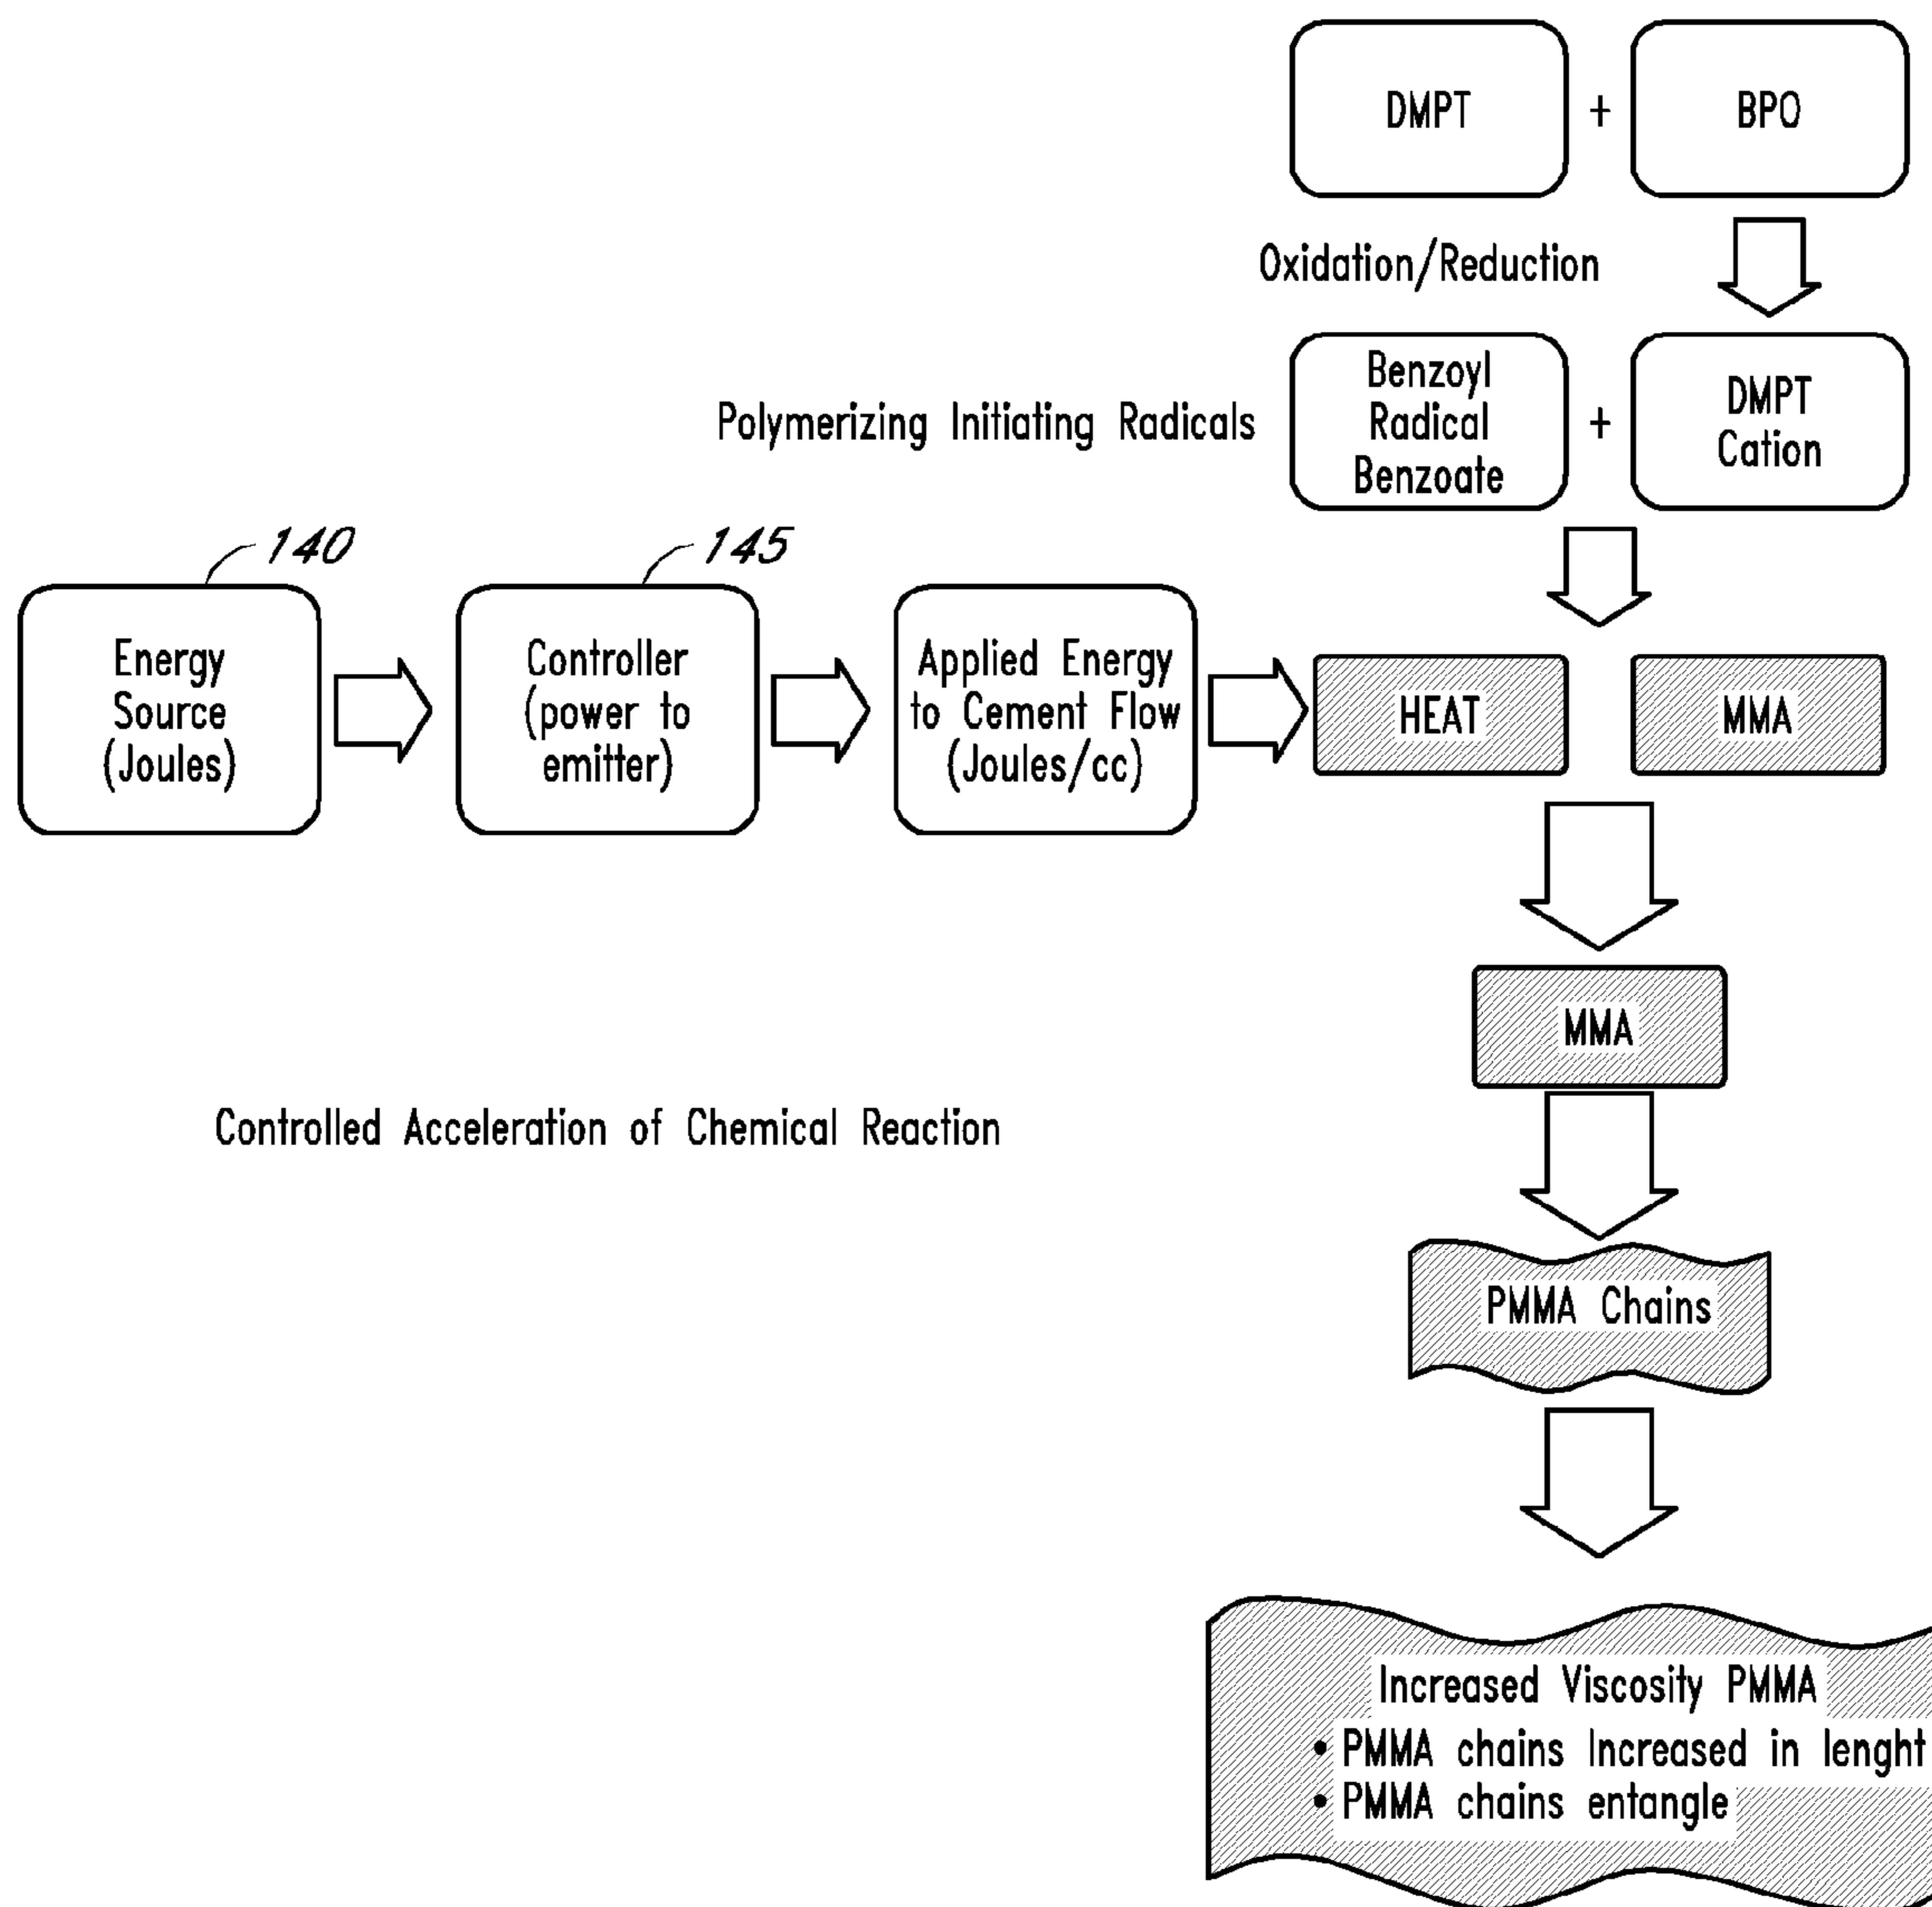 DMPT
+
BPO
Oxidation/Reduction
Polymerizing Initiating Radicals
Benzoyl
Radical
Benzoate
+
DMPT
Cation
140
145
Energy
Source
(Joules)
Controller
(power to
emitter)
Applied Energy
to Cement Flow
(Joules/cc)
HEAT
MMA
MMA
Controlled Acceleration of Chemical Reaction
PMMA Chains
Increased Viscosity PMMA
• PMMA chains Increased in lenght
• PMMA chains entangle